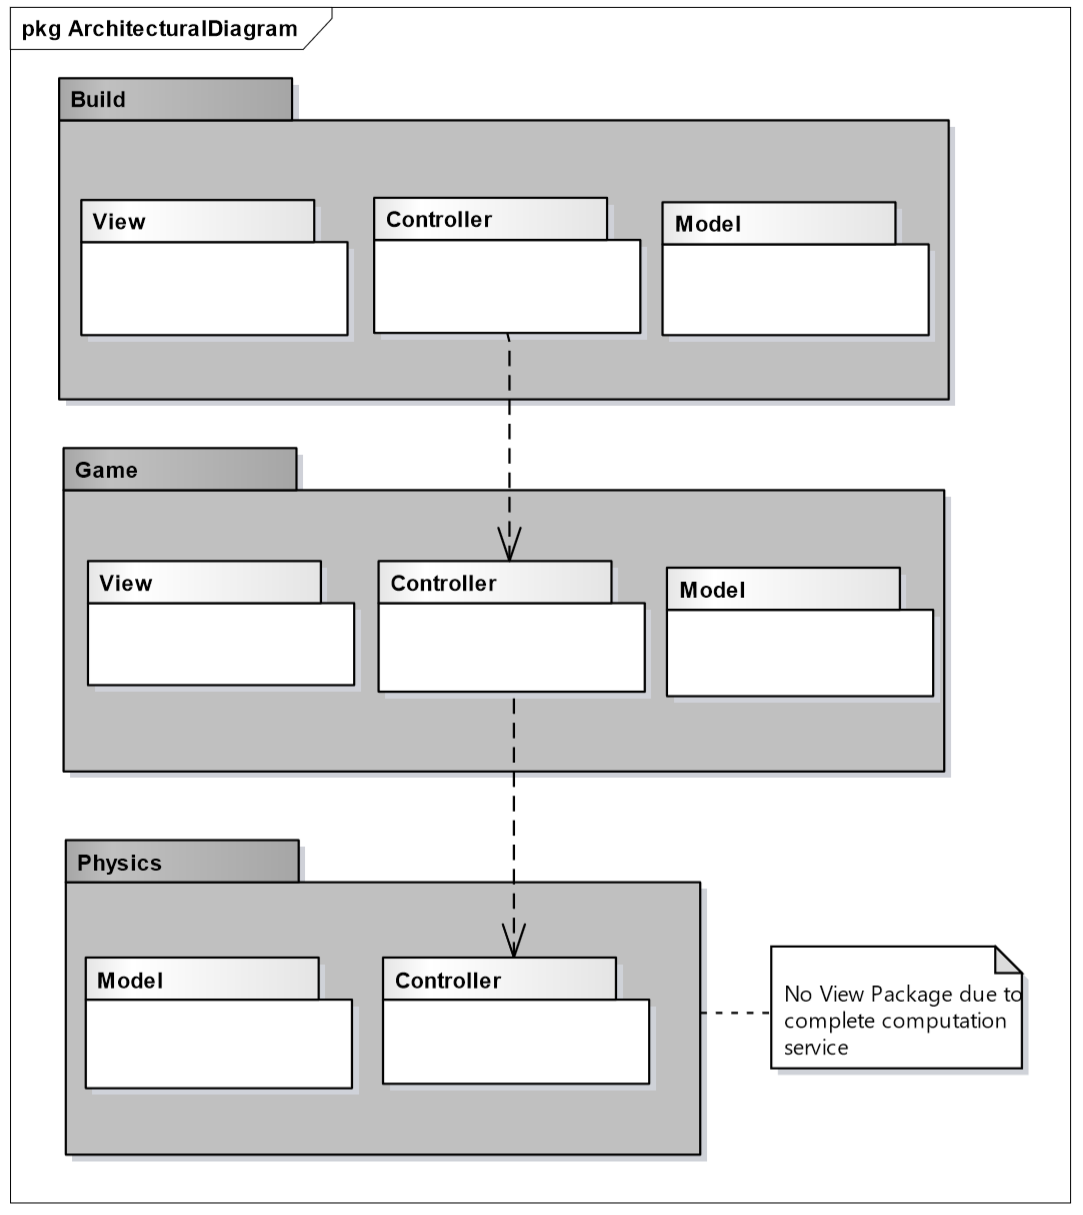 pkg ArchitecturalDiagram
Build
View
Controller
Model
Game
View
Controller
Model
Physics
Model
Controller
No View Package due to
complete computation
service